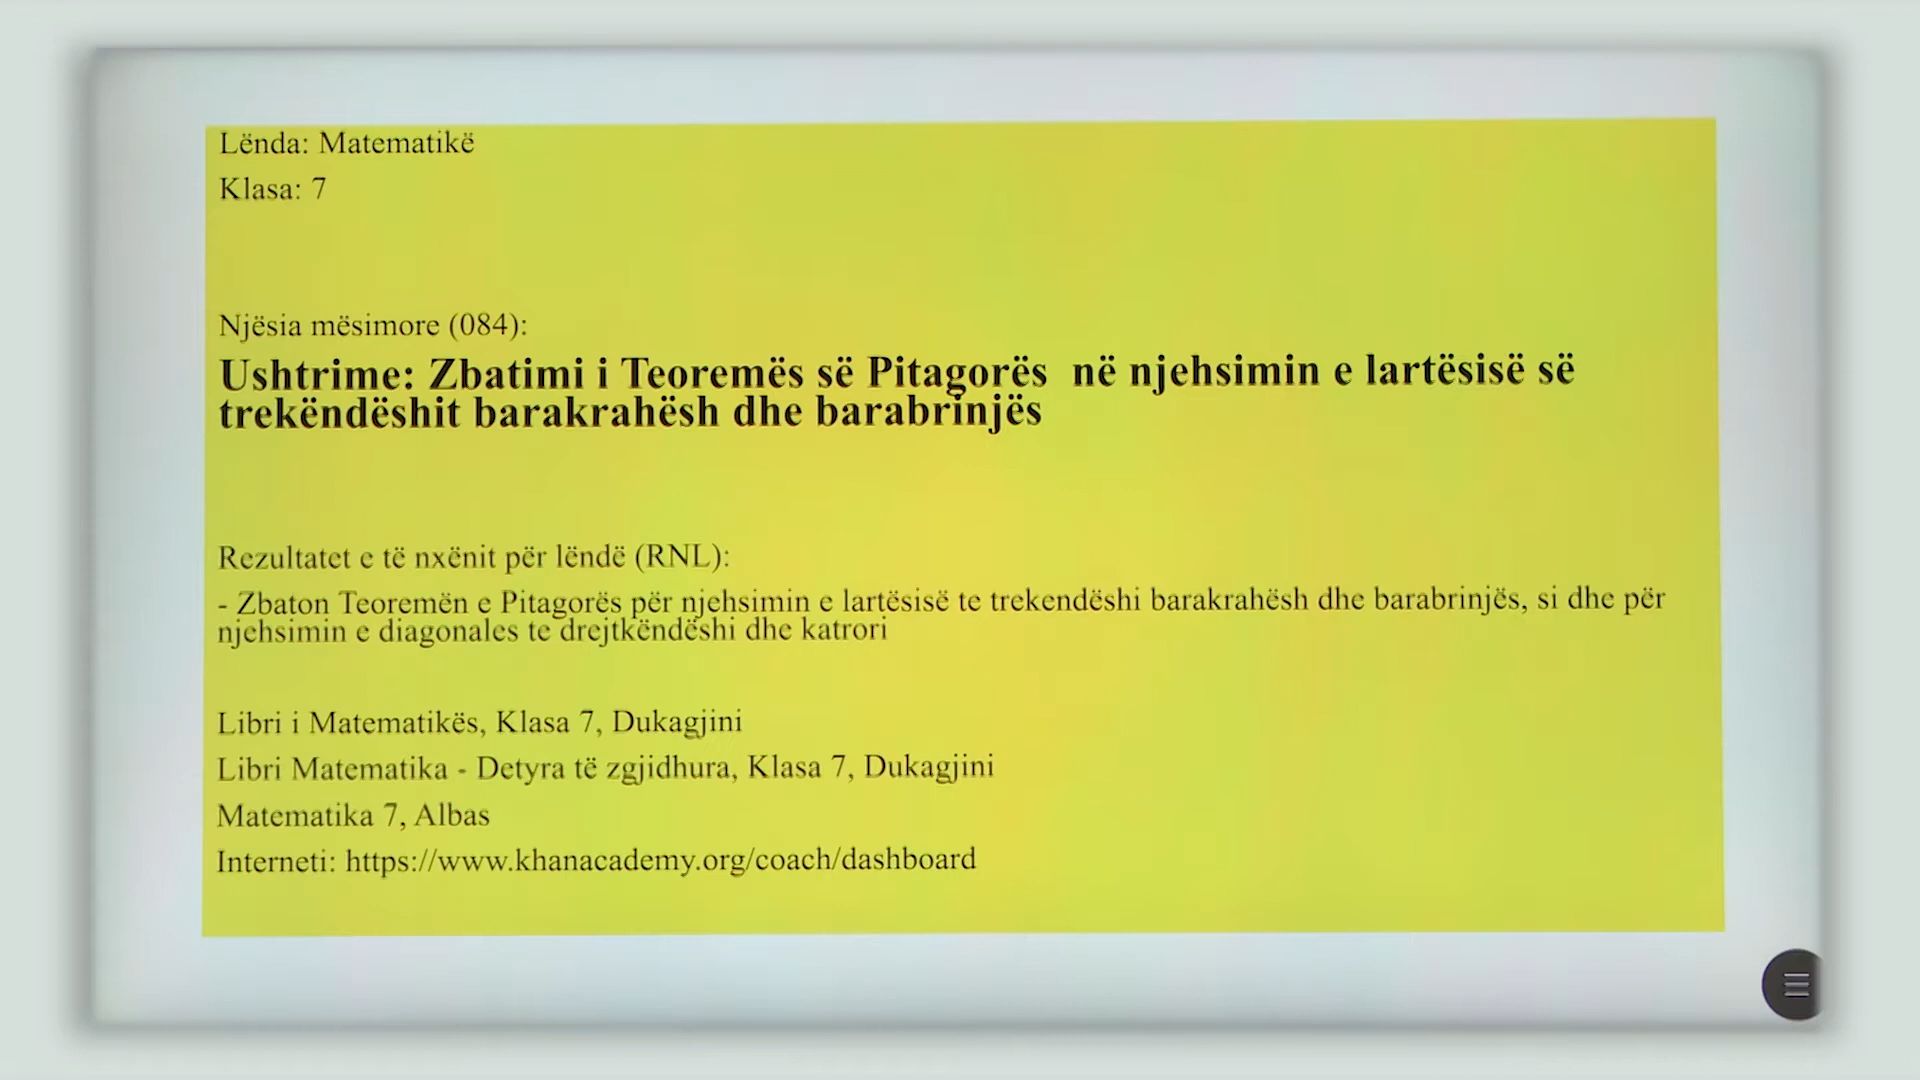 Lënda: Matematikë
Klasa: 7
Njësia mësimore (084):
Ushtrime: Zbatimi i Teoremës së Pitagorës në njehsimin e lartësisë së
trekëndëshit barakrahësh dhe barabrinjës
Rezultatet e të nxënit për lëndë (RNL):
- Zbaton Teoremën e Pitagorës për njehsimin e lartësisë te trekendëshi barakrahësh dhe barabrinjës, si dhe për
njehsimin e diagonales te drejtkëndëshi dhe katrori
Libri i Matematikës, Klasa 7, Dukagjini
Libri Matematika - Detyra të zgjidhura, Klasa 7, Dukagjini
Matematika 7, Albas
Interneti: https://www.khanacademy.org/coach/dashboard